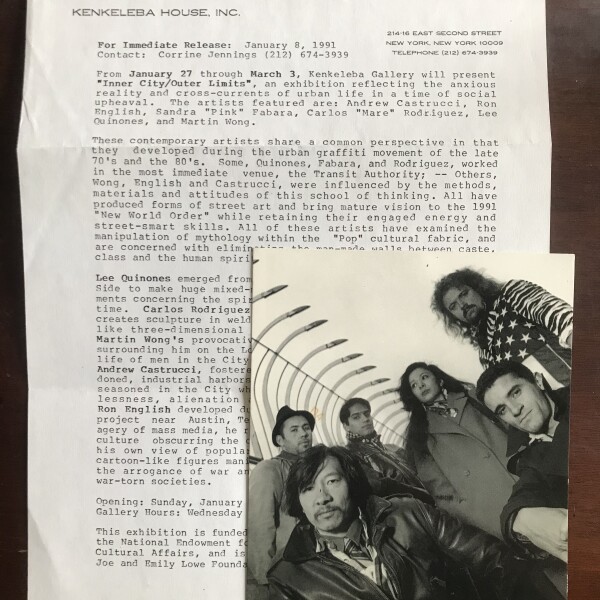 KENKELEBA HOUSE, INC.
214-16 EAST SECOND STREET
NEW YORK, NEW YORK 10009
TELEPHONE (212) 674-3939
For Immediate Release: January 8, 1991
Contact: Corrine Jennings (212) 674-3939
From January 27 through March 3, Kenkeleba Gallery will present
"Inner City/Outer Limits", an exhibition reflecting the anxious
reality and cross-currents of urban life in a time of social
upheaval. The artists featured are: Andrew Castrucci, Ron
English, Sandra "Pink" Fabara, Carlos "Mare" Rodriguez, Lee
Quinones, and Martin Wong.
These contemporary artists share a common perspective in that
they developed during the urban graffiti movement of the late
70's and the 80's. Some, Quinones, Fabara, and Rodriguez, worked
in the most immediate venue, the Transit Authority; -- Others,
Wong, English and Castrucci, were influenced by the methods,
materials and attitudes of this school of thinking. All have
produced forms of street art and bring mature vision to the 1991
"New World Order" while retaining their engaged energy and
street-smart skills. All of these artists have examined the
manipulation of mythology within the "Pop" cultural fabric, and
are concerned with eliminating the man-made walls between caste,
class and the human spiri
Lee Quinones emerged from
Side to make huge mixed-
ments concerning the spir
time. Carlos Rodriguez
creates sculpture in weld
like three-dimensional
Martin Wong's provocativ
surrounding him on the Lo
life of men in the City
Andrew Castrucci, foster
doned, industrial harbors
seasoned in the City wh
lessness, alienation
Ron English developed du
project near Austin, Te
agery of mass media, he r
culture obscurring the c
his own view of popula
cartoon-like figures mani
the arrogance of war an
war-torn societies.
Opening: Sunday, January
Gallery Hours: Wednesday
This exhibition is funded
the National Endowment fo
Cultural Affairs, and is
Joe and Emily Lowe Founda